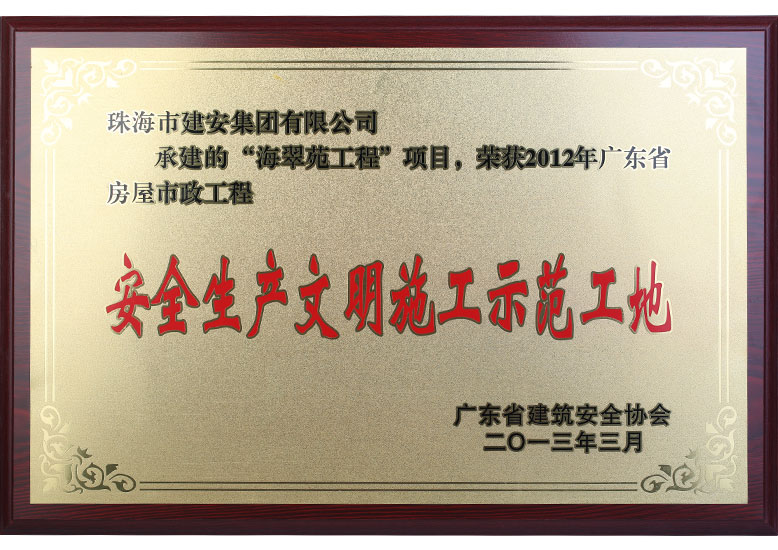 珠海市建安集团有限公司
承建的“海翠苑工程”项目，荣获2012年广东省
房屋市政工程
安全生产文明施工示范工地
广东省建筑安全协会
二〇一三年三月